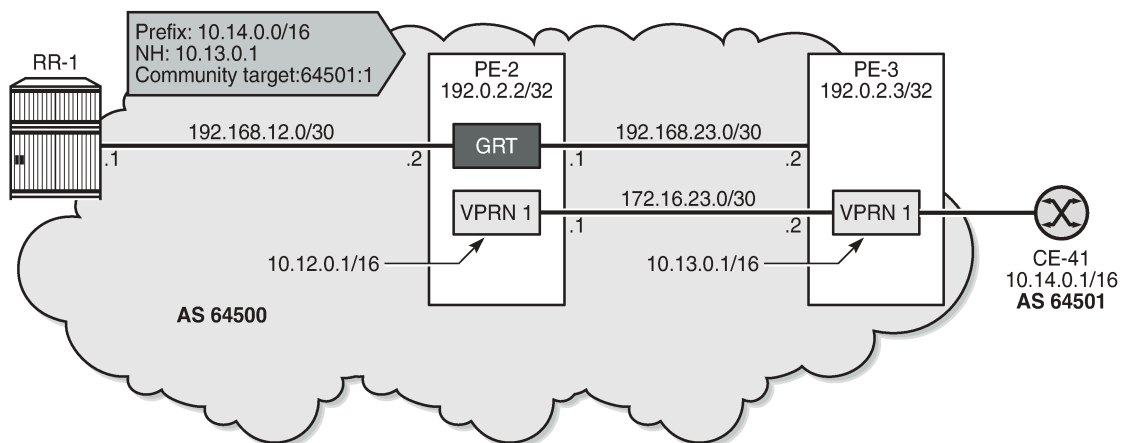 Prefix: 10.14.0.0/16
NH: 10.13.0.1
Community target:64501:1
RR-1
PE-2
192.0.2.2/32
PE-3
192.0.2.3/32
192.168.12.0/30
GRT
192.168.23.0/30
.1
.2
.1
.2
172.16.23.0/30
VPRN 1
VPRN 1
.1
.2
10.12.0.1/16
10.13.0.1/16
CE-41
10.14.0.1/16
AS 64501
AS 64500